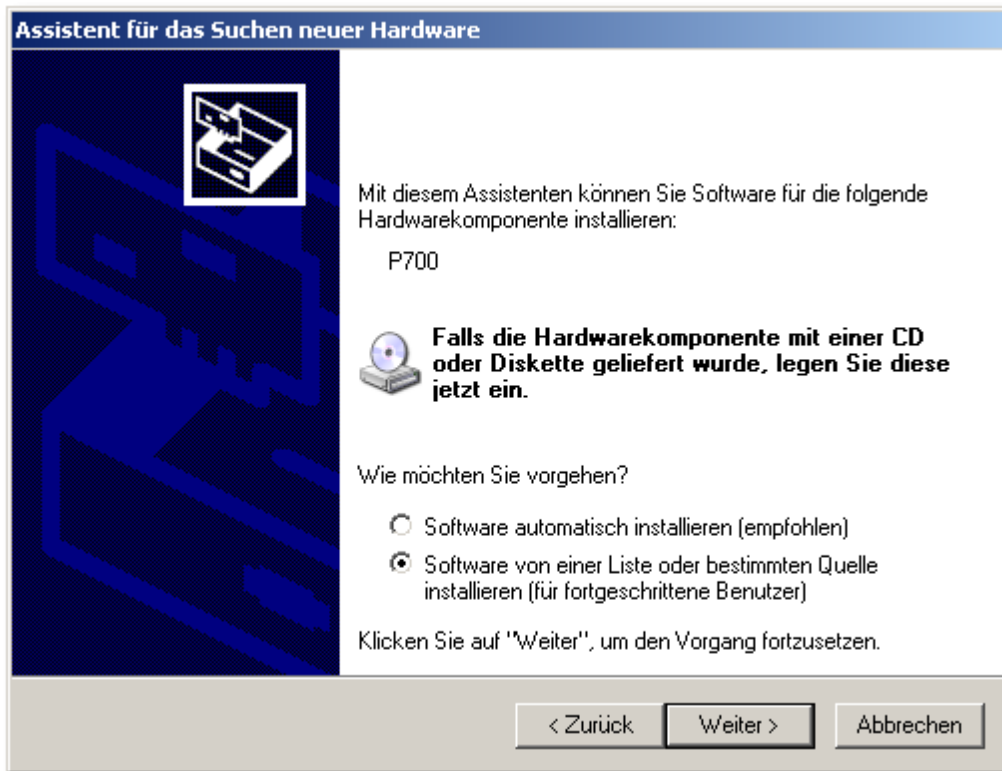 Assistent für das Suchen neuer Hardware
Mit diesem Assistenten können Sie Software für die folgende
Hardwarekomponente installieren:
P700
Falls die Hardwarekomponente mit einer CD
oder Diskette geliefert wurde, legen Sie diese
jetzt ein.
Wie möchten Sie vorgehen?
Software automatisch installieren (empfohlen)
Software von einer Liste oder bestimmten Quelle
installieren (für fortgeschrittene Benutzer)
Klicken Sie auf "Weiter", um den Vorgang fortzusetzen.
< Zurück Weiter > Abbrechen